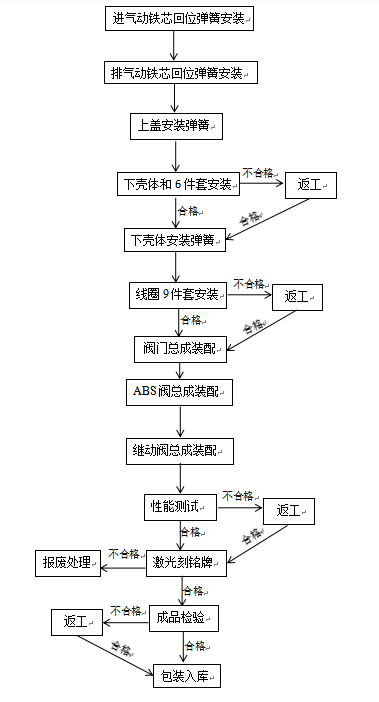 进气动铁芯回位弹簧安装
排气动铁芯回位弹簧安装
上盖安装弹簧
下壳体和 6 件套安装
不合格
返工
合格
合格
下壳体安装弹簧
线圈 9 件套安装
不合格
返工
合格
合格
阀门总成装配
ABS 阀总成装配
继动阀总成装配
性能测试
不合格
返工
合格
合格
报废处理
不合格
激光刻铭牌
合格
返工
不合格
成品检验
合格
合格
包装入库